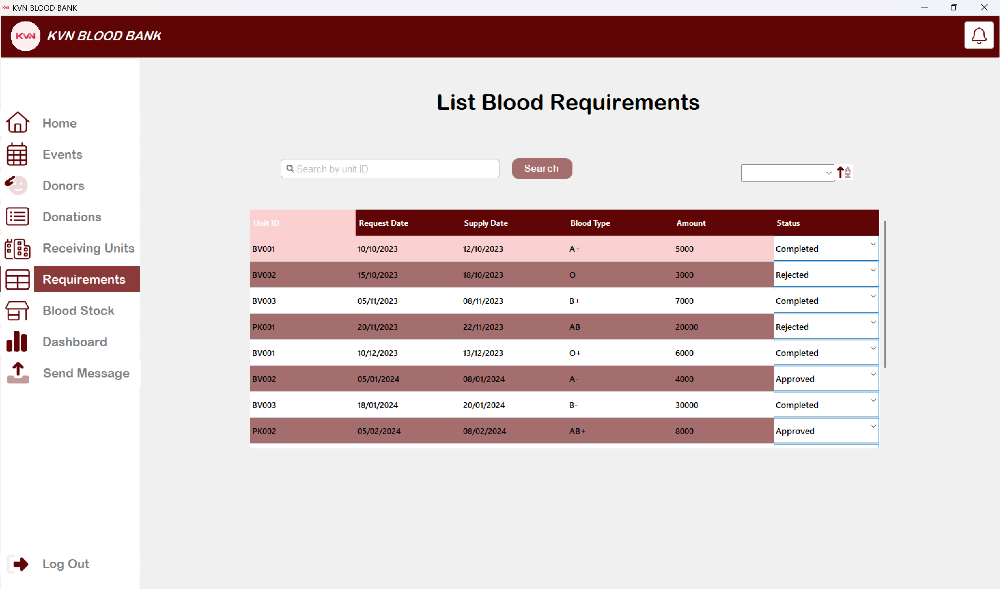 KVN KVN BLOOD BANK
KVN KVN BLOOD BANK
List Blood Requirements
Home
Events
Donors
Donations
Receiving Units
Requirements
Blood Stock
Dashboard
Send Message
Log Out
Search by unit ID Search A Z
Unit ID Request Date Supply Date Blood Type Amount Status
BV001 10/10/2023 12/10/2023 A+ 5000 Completed
BV002 15/10/2023 18/10/2023 O- 3000 Rejected
BV003 05/11/2023 08/11/2023 B+ 7000 Completed
PK001 20/11/2023 22/11/2023 AB- 20000 Rejected
BV001 10/12/2023 13/12/2023 O+ 6000 Completed
BV002 05/01/2024 08/01/2024 A- 4000 Approved
BV003 18/01/2024 20/01/2024 B- 30000 Completed
PK002 05/02/2024 08/02/2024 AB+ 8000 Approved